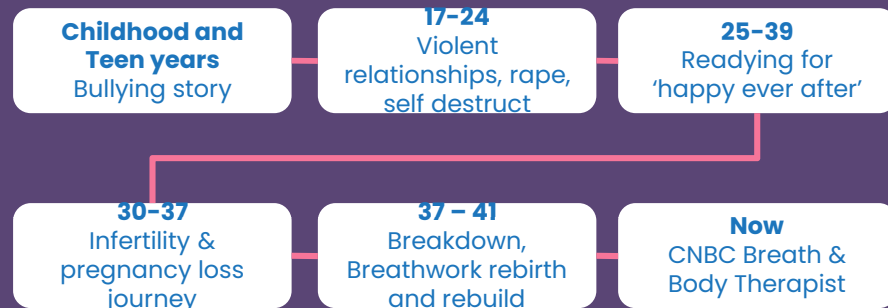 Childhood and
Teen years
Bullying story
17-24
Violent
relationships, rape,
self destruct
25-39
Readying for
‘happy ever after’
30-37
Infertility &
pregnancy loss
journey
37 – 41
Breakdown,
Breathwork rebirth
and rebuild
Now
CNBC Breath &
Body Therapist